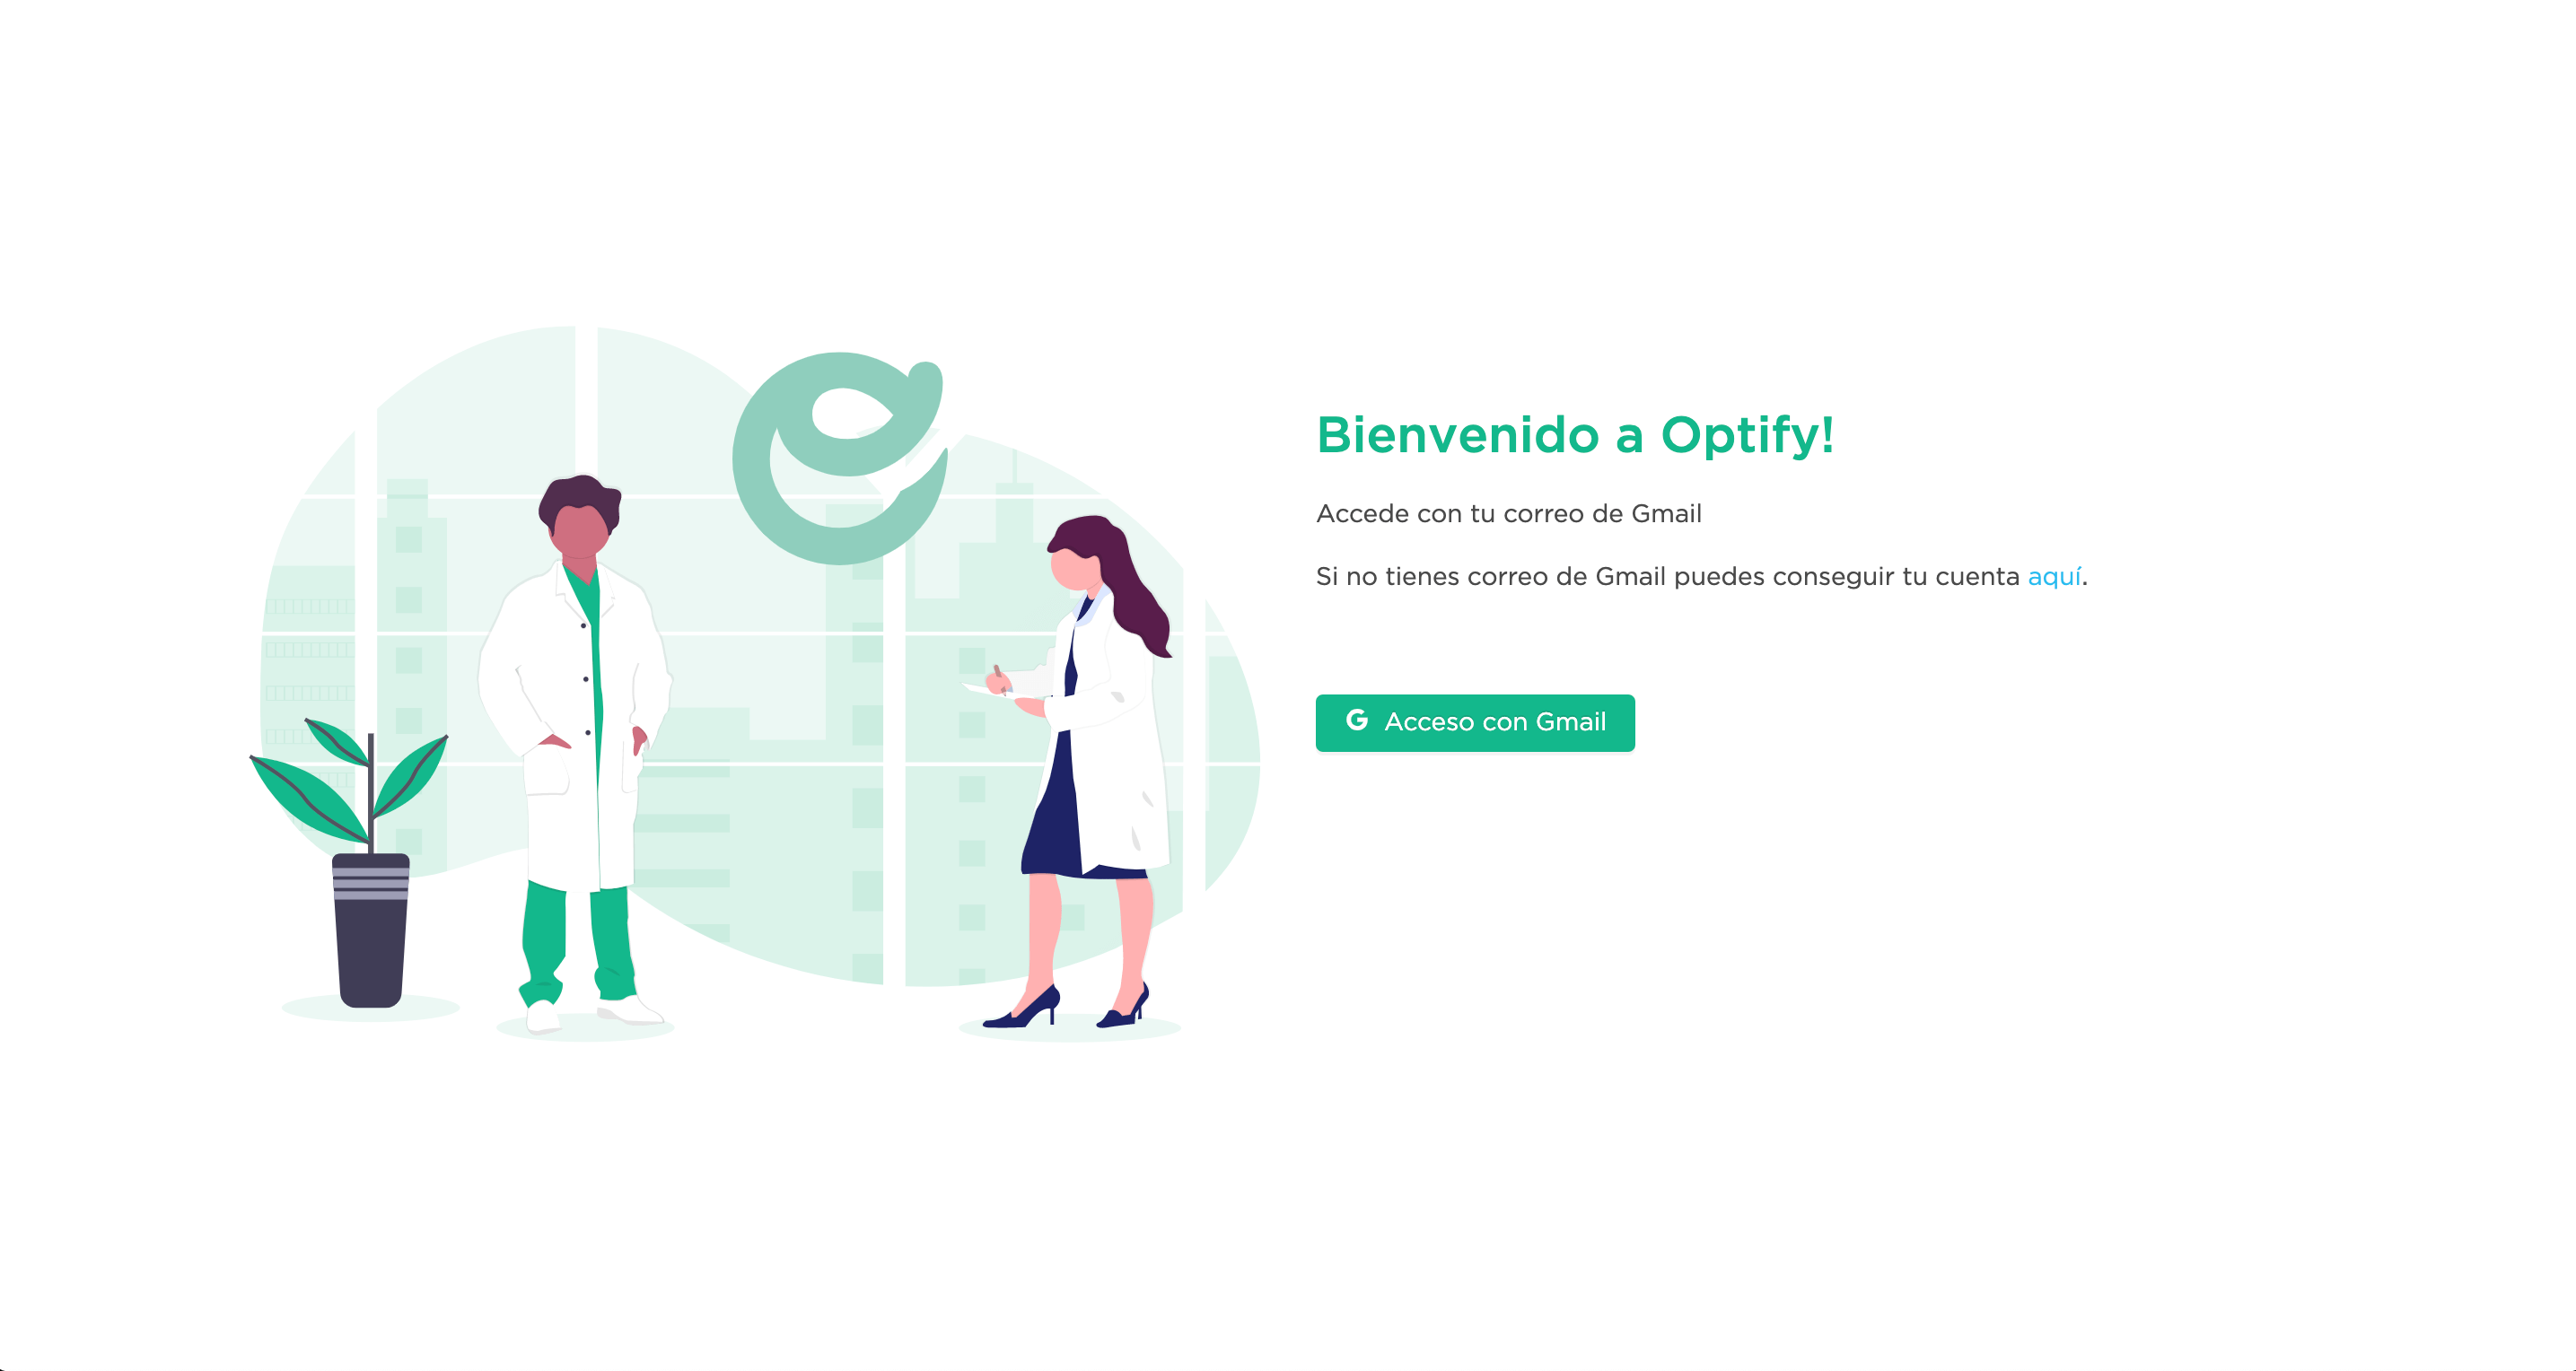 Bienvenido a Optify!
Accede con tu correo de Gmail
Si no tienes correo de Gmail puedes conseguir tu cuenta aquí.
G Acceso con Gmail